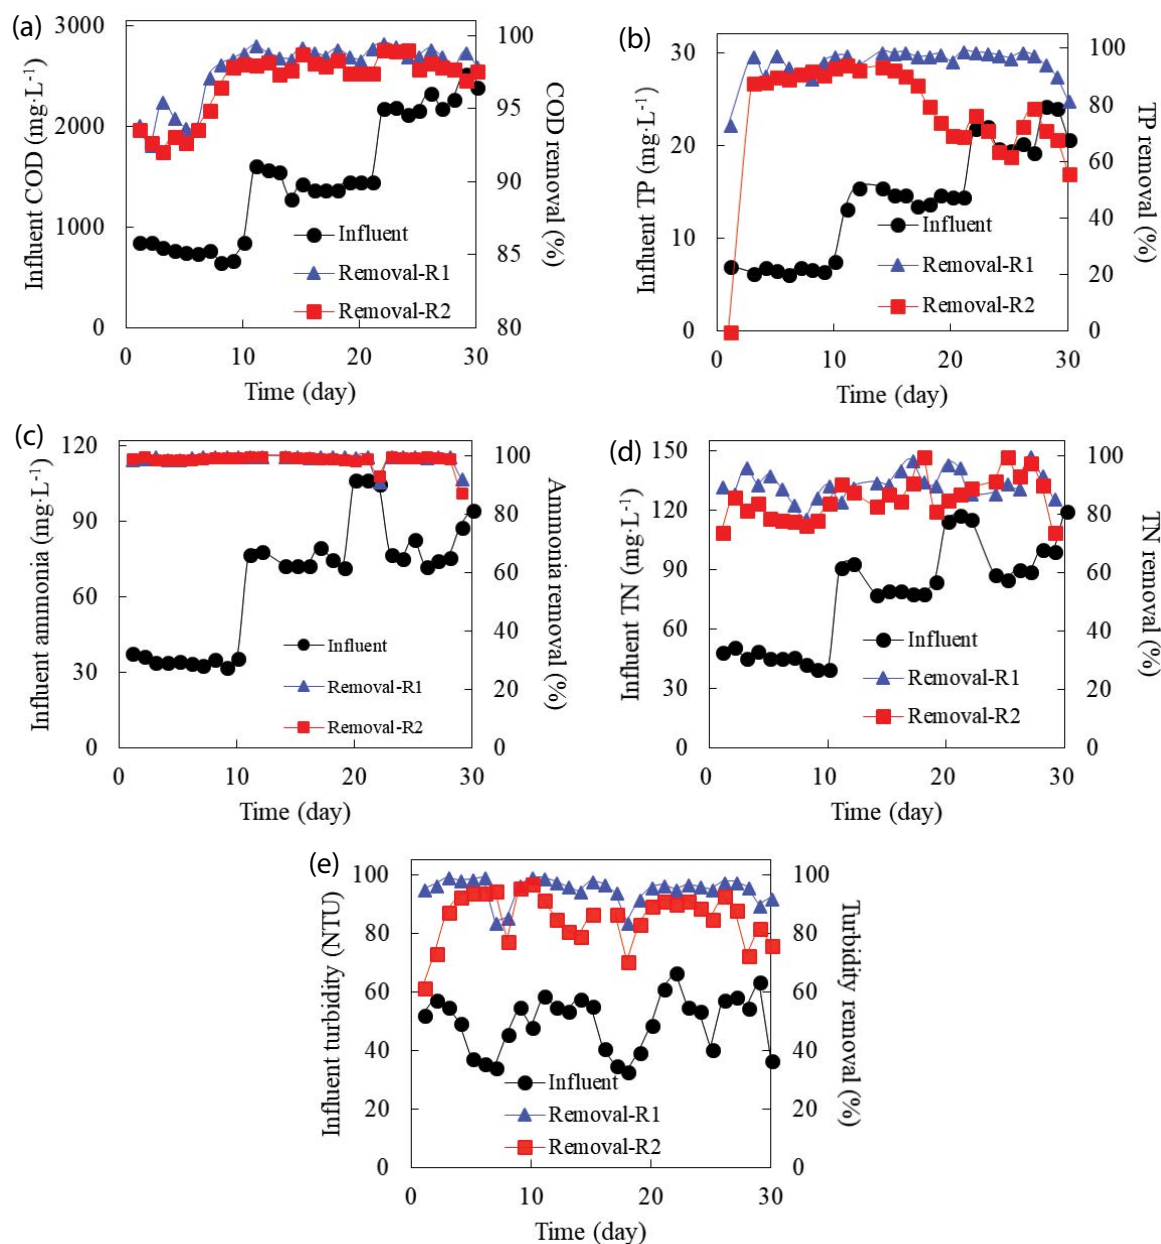 (a)
3000
2000
1000
0
Influent COD (mg·L⁻¹)
100
95
90
85
80
COD removal (%)
Influent
Removal-R1
Removal-R2
0
10
20
30
Time (day)
(b)
30
20
10
0
Influent TP (mg·L⁻¹)
100
80
60
40
20
0
TP removal (%)
Influent
Removal-R1
Removal-R2
0
10
20
30
Time (day)
(c)
120
90
60
30
0
Influent ammonia (mg·L⁻¹)
100
80
60
40
20
0
Ammonia removal (%)
Influent
Removal-R1
Removal-R2
0
10
20
30
Time (day)
(d)
150
120
90
60
30
0
Influent TN (mg·L⁻¹)
100
80
60
40
20
0
TN removal (%)
Influent
Removal-R1
Removal-R2
0
10
20
30
Time (day)
(e)
100
80
60
40
20
0
Influent turbidity (NTU)
100
80
60
40
20
0
Turbidity removal (%)
Influent
Removal-R1
Removal-R2
0
10
20
30
Time (day)